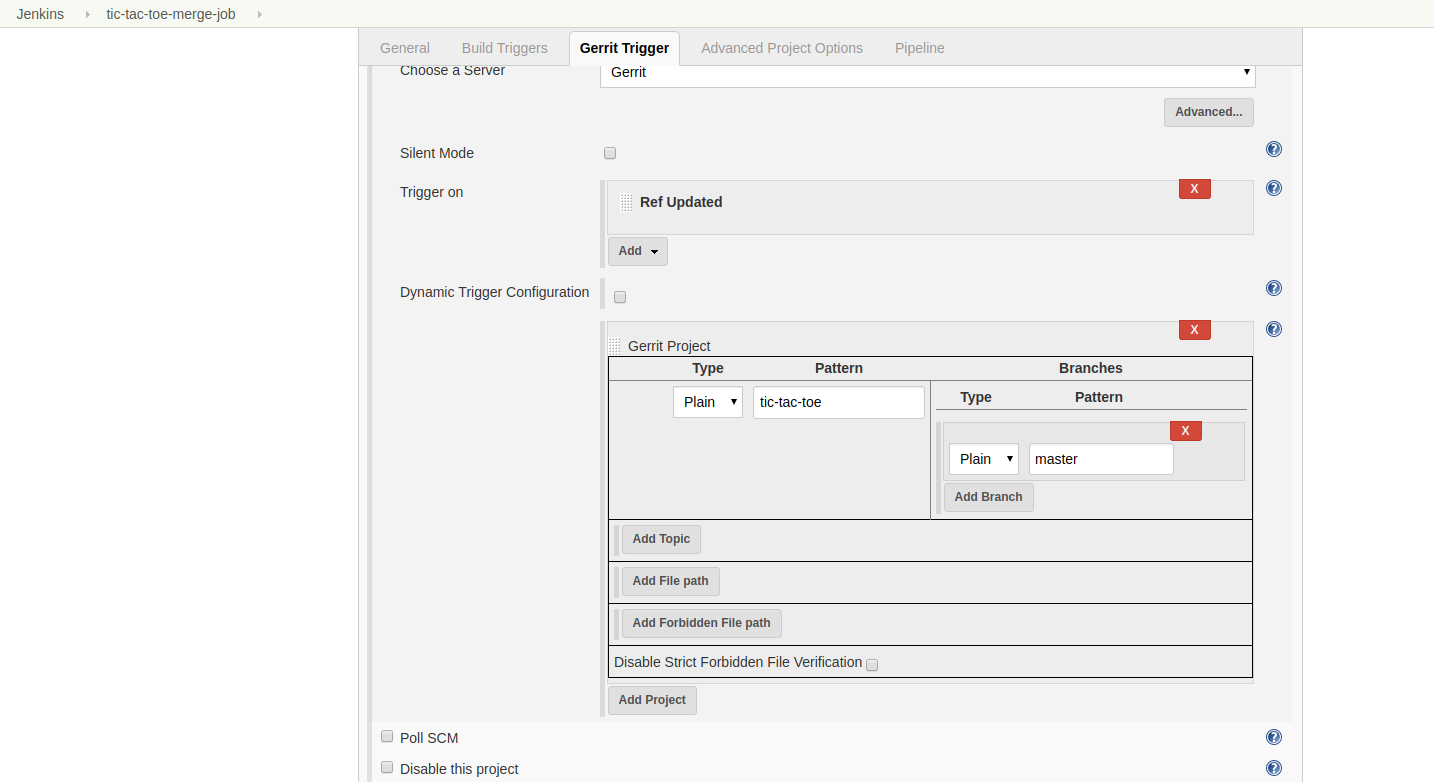 Jenkins tic-tac-toe-merge-job
General Build Triggers Gerrit Trigger Advanced Project Options Pipeline
Choose a Server Gerrit
Advanced...
Silent Mode
Trigger on X
Ref Updated
Add
Dynamic Trigger Configuration
X
Gerrit Project
Type Pattern Branches
Plain tic-tac-toe Type Pattern
X
Plain master
Add Branch
Add Topic
Add File path
Add Forbidden File path
Disable Strict Forbidden File Verification
Add Project
Poll SCM
Disable this project